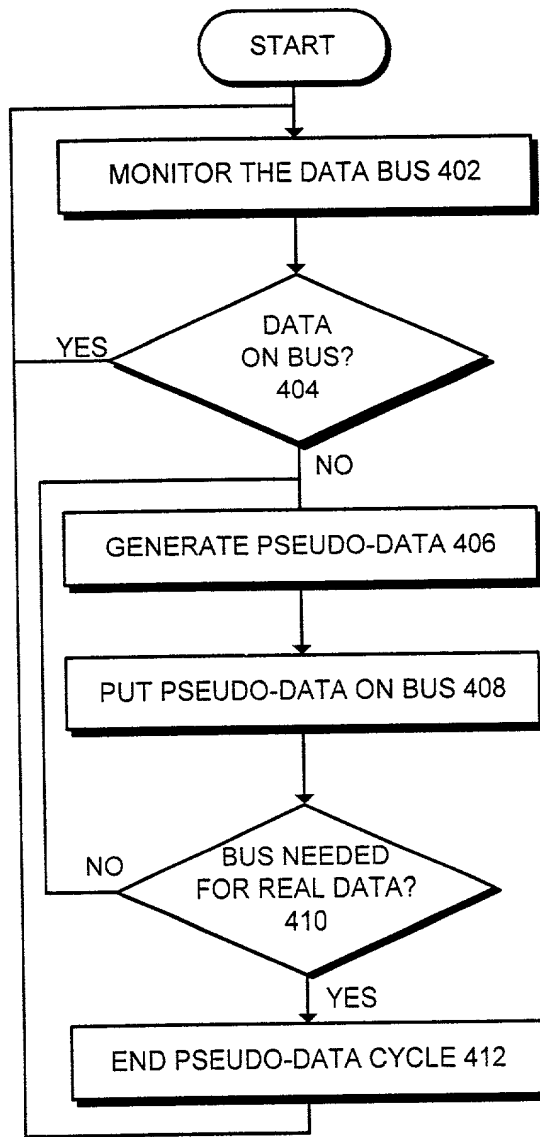 START
MONITOR THE DATA BUS 402
DATA
ON BUS?
404
YES
NO
GENERATE PSEUDO-DATA 406
PUT PSEUDO-DATA ON BUS 408
BUS NEEDED
FOR REAL DATA?
410
NO
YES
END PSEUDO-DATA CYCLE 412